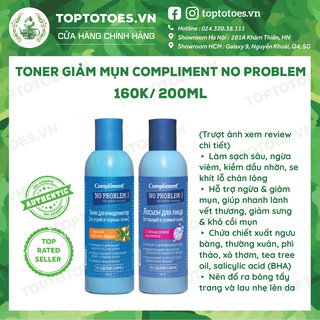 TOPTOTOES.VN
CỬA HÀNG CHÍNH HÃNG
toptotoes.vn
Hotline : 024.320.38.111
Showroom Hà Nội : 281A Khâm Thiên, HN
Showroom HCM : Galaxy 9, Nguyễn Khoái, Q4, SG
TONER GIẢM MỤN COMPLIMENT NO PROBLEM
160K/ 200ML
(Trượt ảnh xem review
chi tiết)
➢ Làm sạch sâu, ngừa
viêm, kiềm dầu nhờn, se
khít lỗ chân lông
➢ Hỗ trợ ngừa & giảm
mụn, giúp nhanh lành
vết thương, giảm sưng
& khô cồi mụn
➢ Chứa chiết xuất ngưu
bàng, thường xuân, phỉ
thảo, xô thơm, tea tree
oil, salicylic acid (BHA)
➢ Nên đổ ra bông tẩy
trang và lau nhẹ lên da
AUTHENTIC
TOP
RATED
SELLER
Compliment
NO PROBLEM
Compliment
NO PROBLEM
Лосьон для лица